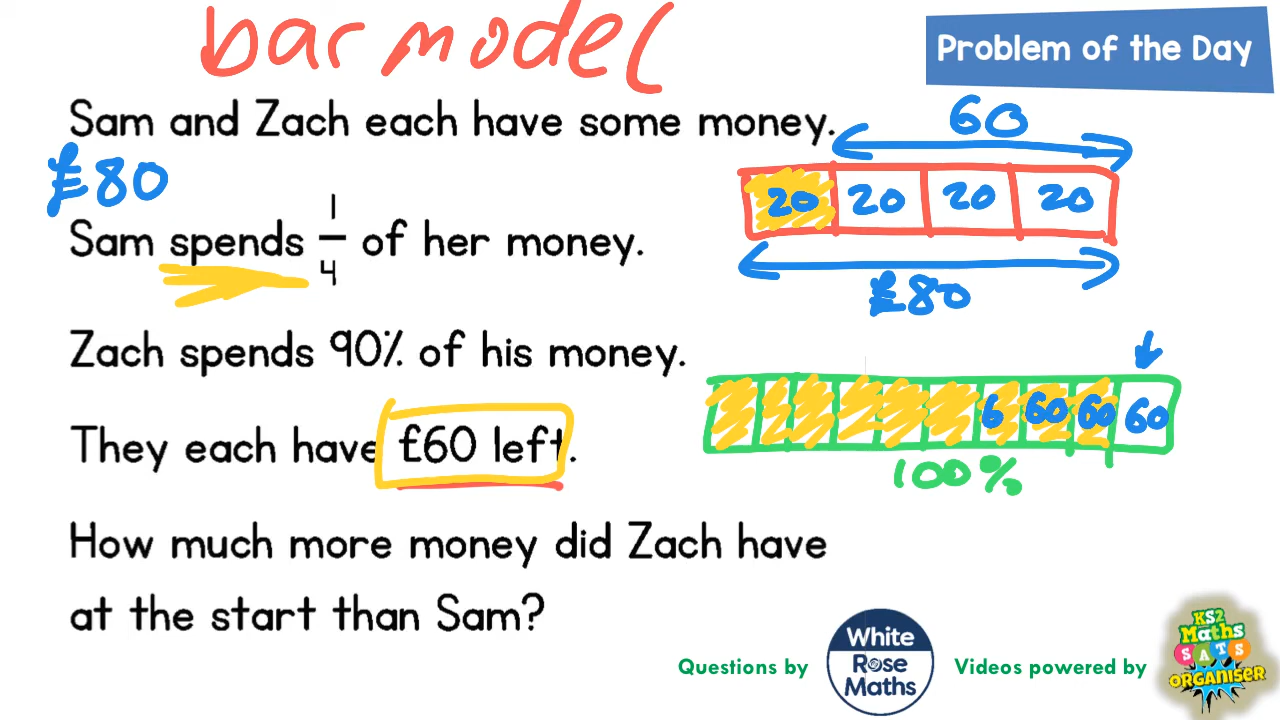 bar model
Problem of the Day
Sam and Zach each have some money.
60
£80
20 20 20 20
Sam spends 1/4 of her money.
£80
Zach spends 90% of his money.
6 60 60 60
They each have £60 left.
100%
How much more money did Zach have
at the start than Sam?
Questions by
White
Rose
Maths
Videos powered by
KS2
Maths
SATS
ORGANISER